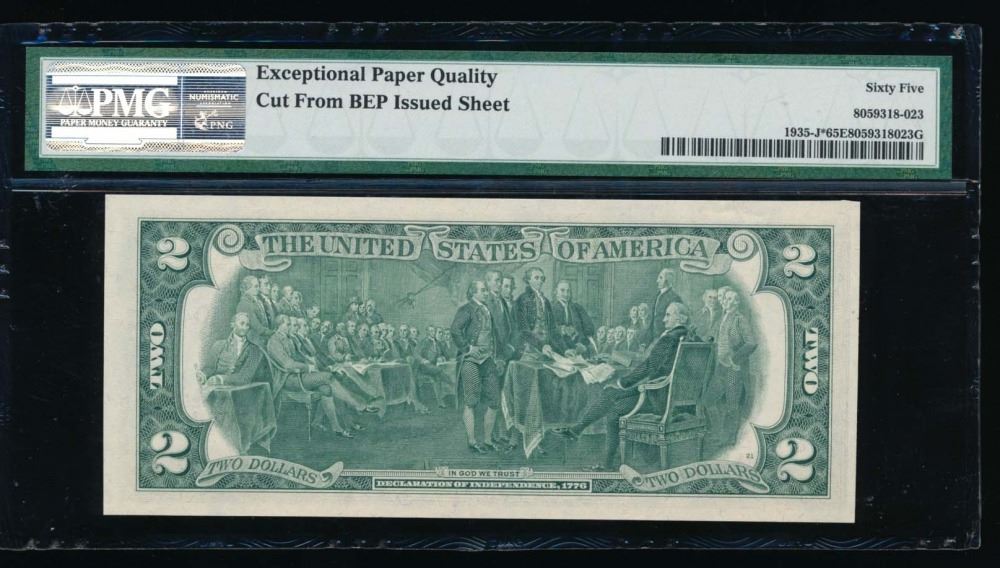 Exceptional Paper Quality
Cut From BEP Issued Sheet
PMG
PAPER MONEY GUARANTY
NUMISMATIC
PNG
Sixty Five
8059318-023
1935-J*65E8059318023G
THE UNITED STATES OF AMERICA
2
2
TWO
TWO
2
2
TWO DOLLARS
IN GOD WE TRUST
DECLARATION OF INDEPENDENCE, 1776
TWO DOLLARS
21